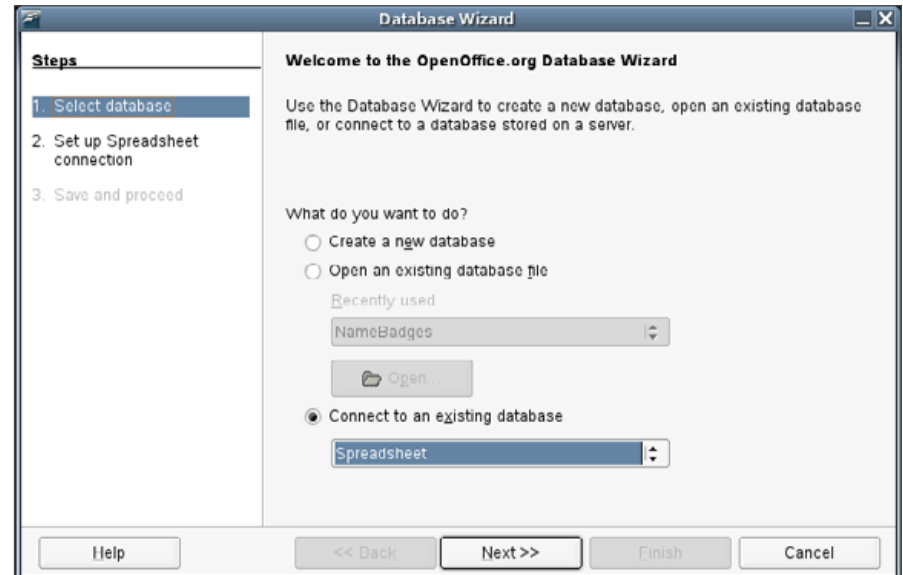 Database Wizard
Steps
1. Select database
2. Set up Spreadsheet
connection
3. Save and proceed
Welcome to the OpenOffice.org Database Wizard
Use the Database Wizard to create a new database, open an existing database
file, or connect to a database stored on a server.
What do you want to do?
Create a new database
Open an existing database file
Recently used
NameBadges
Open...
Connect to an existing database
Spreadsheet
Help
<< Back
Next >>
Finish
Cancel